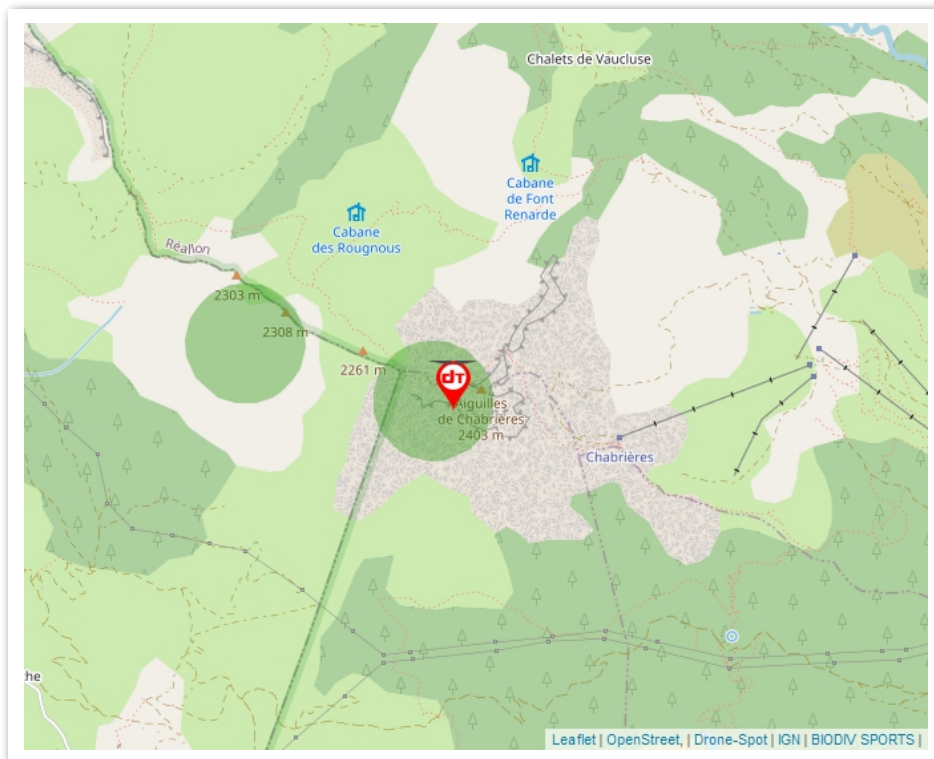 Chalets de Vaucluse
Cabane
de Font
Renarde
Cabane
des Rougnous
Réallon
2303 m
2308 m
2261 m
dT
Aiguilles
de Chabrières
2403 m
Chabrières
he
Leaflet | OpenStreet, | Drone-Spot | IGN | BIODIV SPORTS |